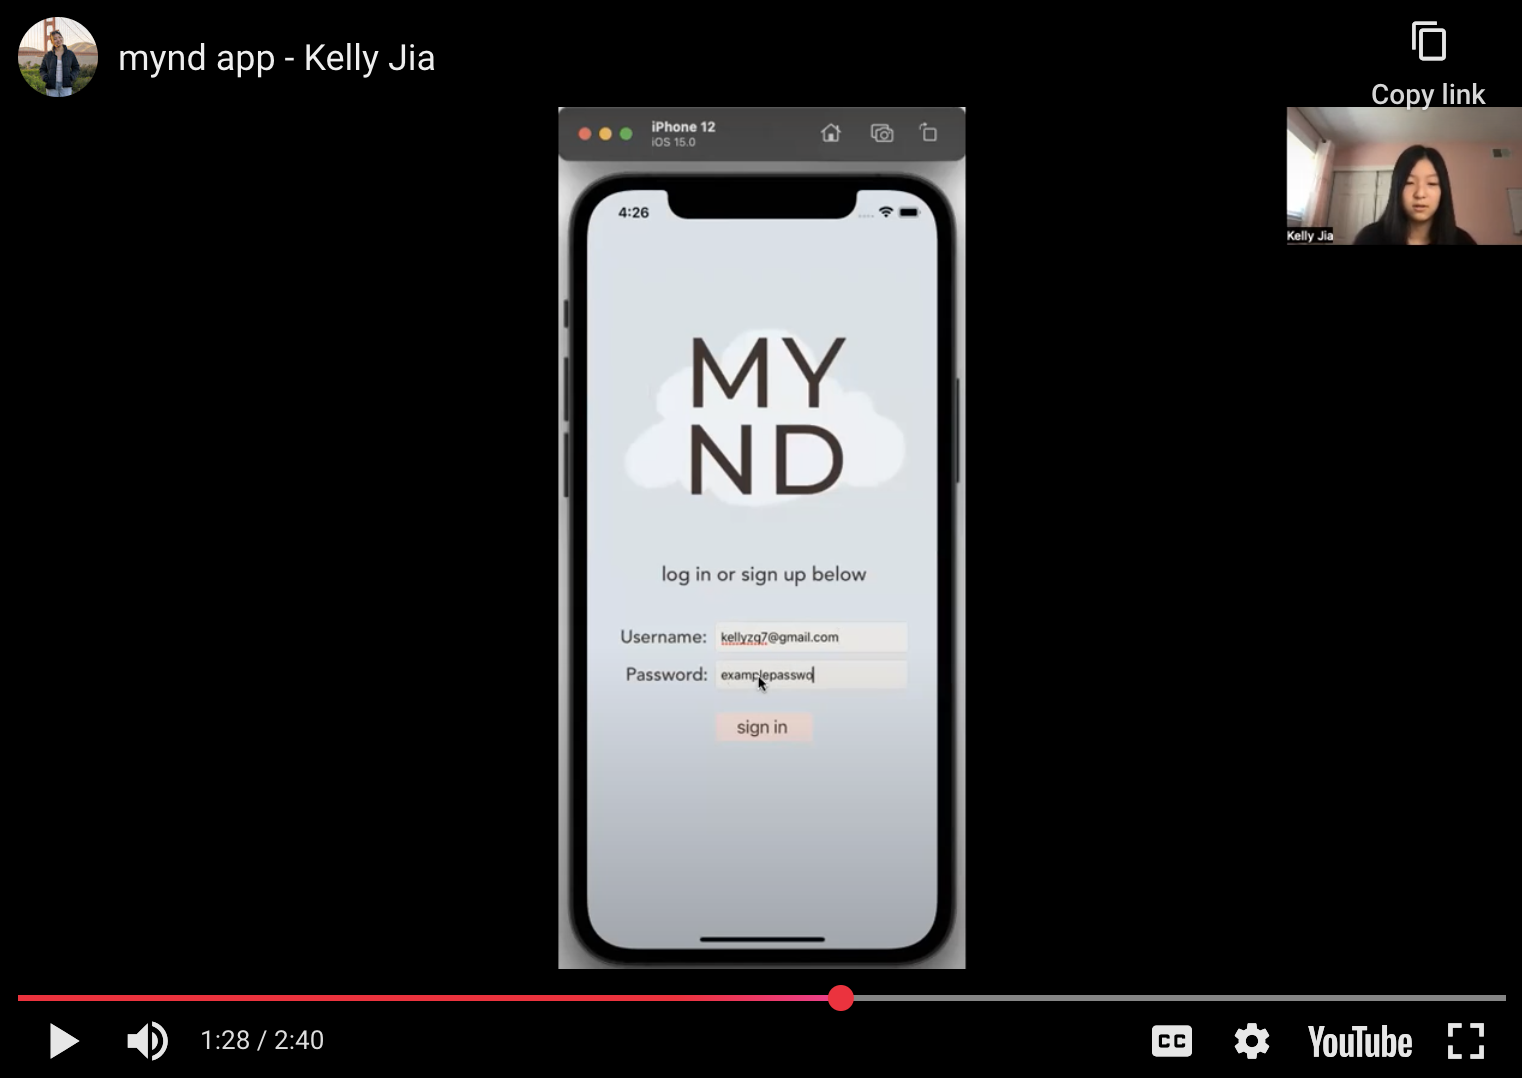 mynd app - Kelly Jia
Copy link
iPhone 12
iOS 15.0
Kelly Jia
4:26
MY
ND
log in or sign up below
Username: kellyzq7@gmail.com
Password: examplepasswo
sign in
1:28 / 2:40
CC
YouTube